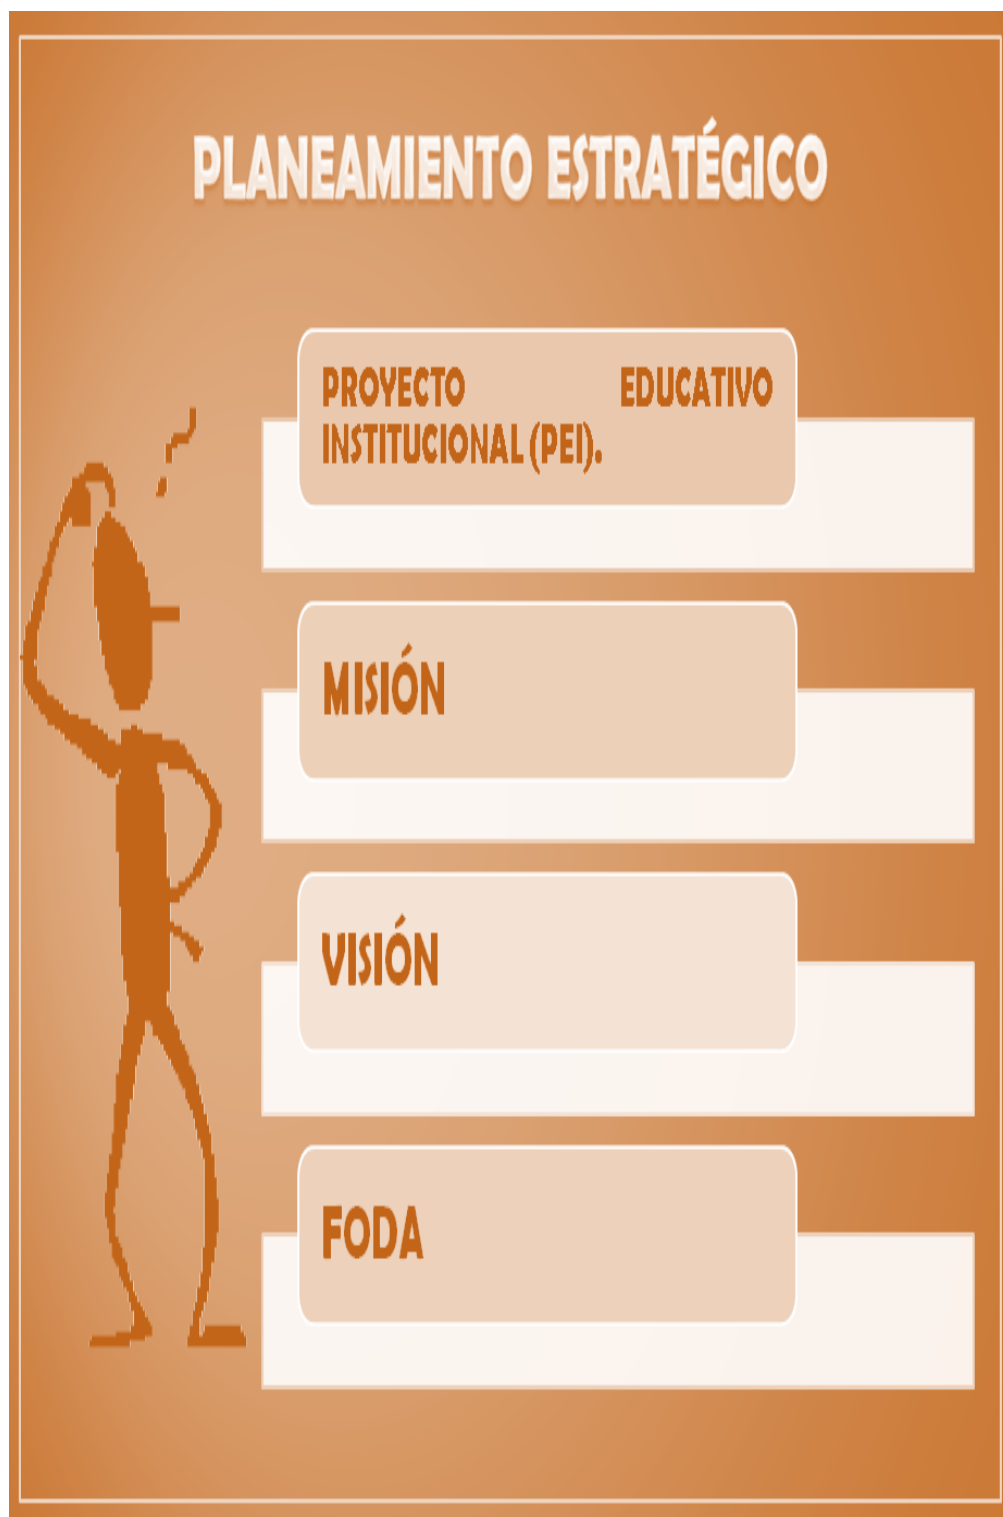 PLANEAMIENTO ESTRATÉGICO
PROYECTO EDUCATIVO
INSTITUCIONAL (PEI).
MISIÓN
VISIÓN
FODA